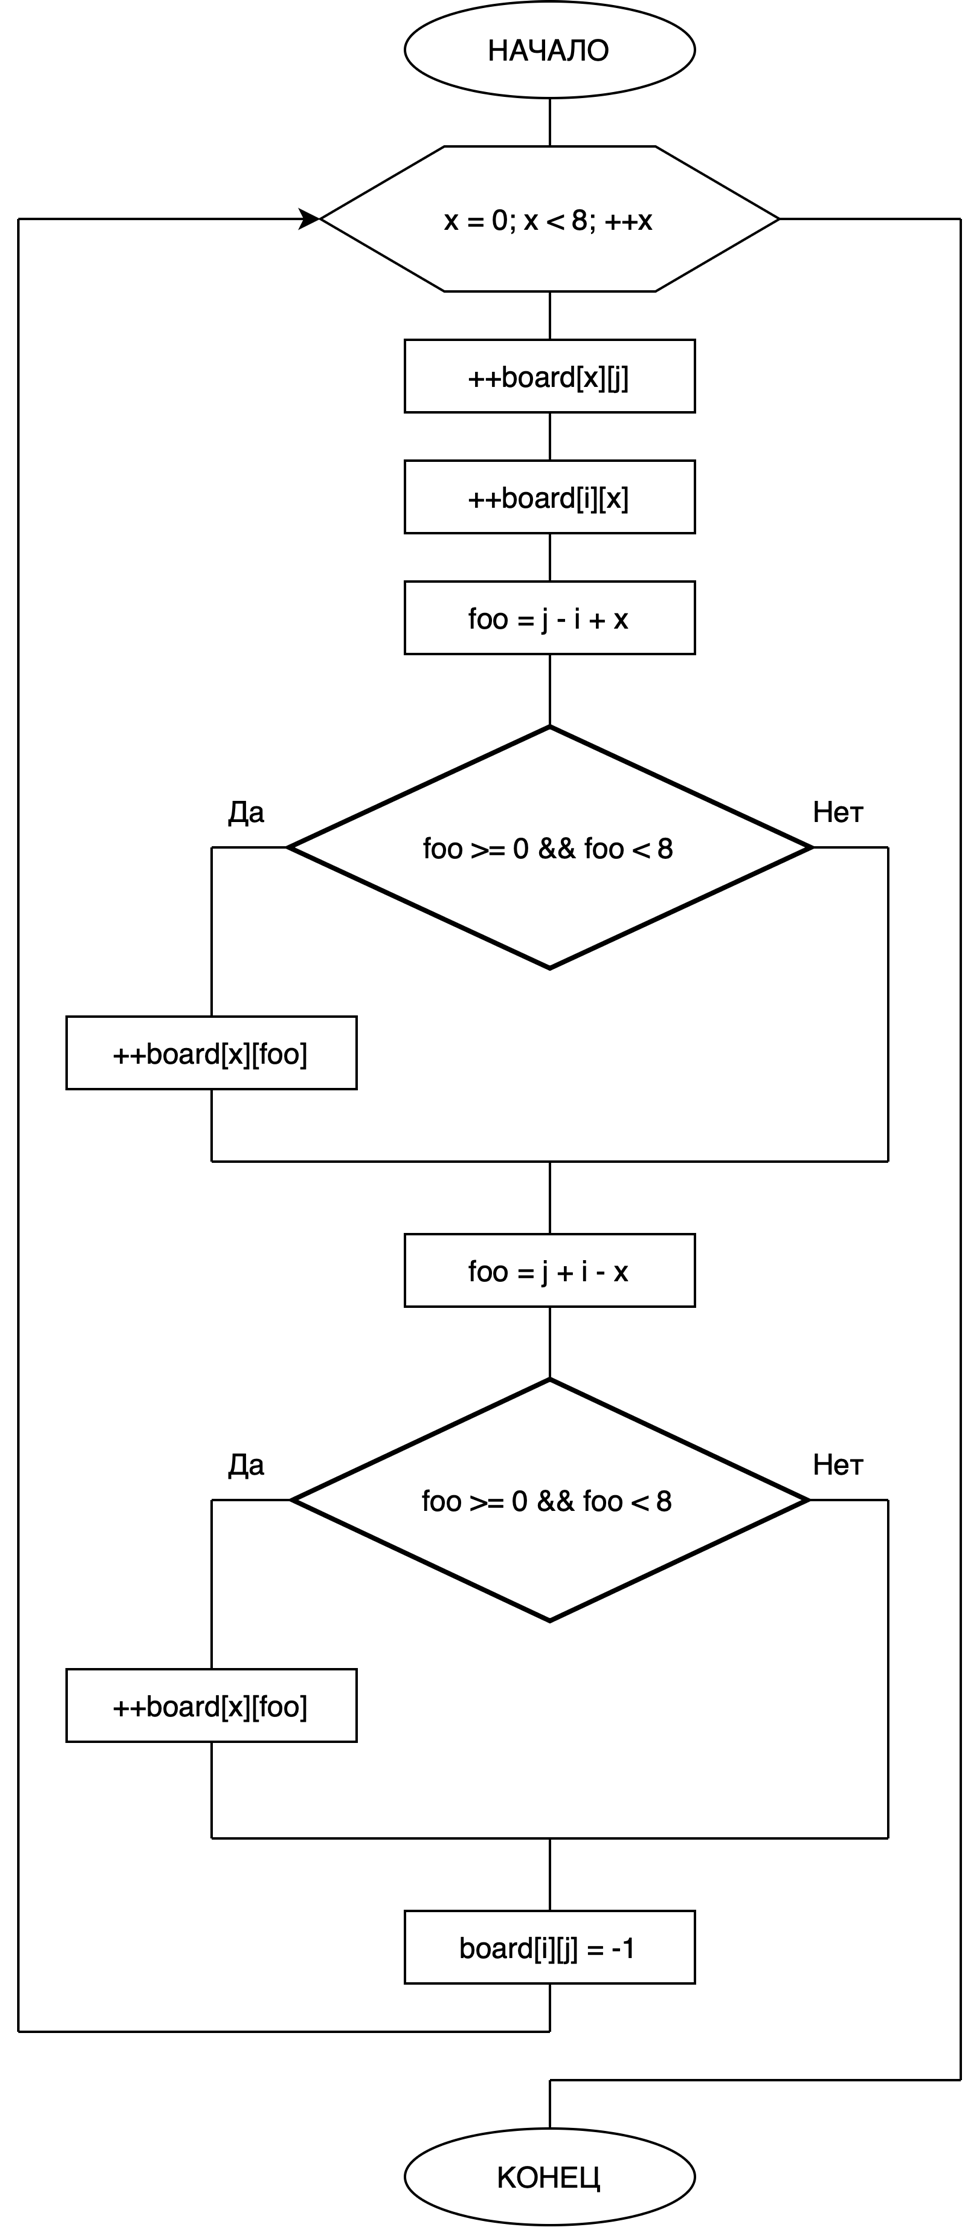 НАЧАЛО
x = 0; x < 8; ++x
++board[x][j]
++board[i][x]
foo = j - i + x
Да
Нет
foo >= 0 && foo < 8
++board[x][foo]
foo = j + i - x
Да
Нет
foo >= 0 && foo < 8
++board[x][foo]
board[i][j] = -1
КОНЕЦ